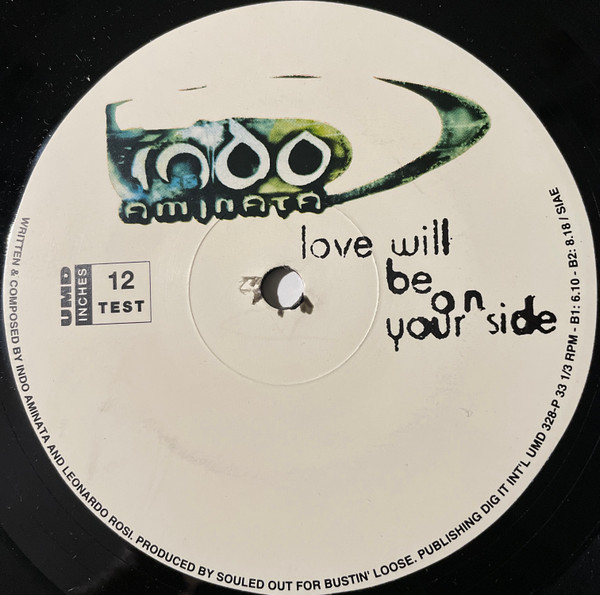 indo
AMINATA
love will
be
on
your side
UMD
INCHES
12
TEST
WRITTEN & COMPOSED BY INDO AMINATA AND LEONARDO ROSI. PRODUCED BY SOULED OUT FOR BUSTIN' LOOSE. PUBLISHING DIG IT INT'L UMD 328-P 33 1/3 RPM - B1: 6.10 - B2: 8.18 / SIAE